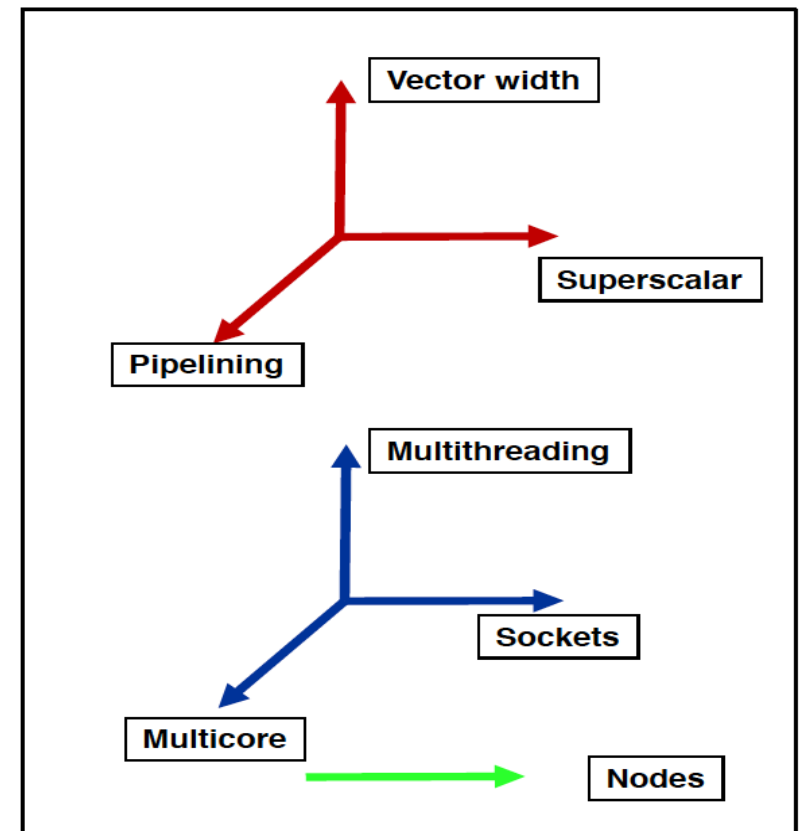 Vector width
Superscalar
Pipelining
Multithreading
Sockets
Multicore
Nodes